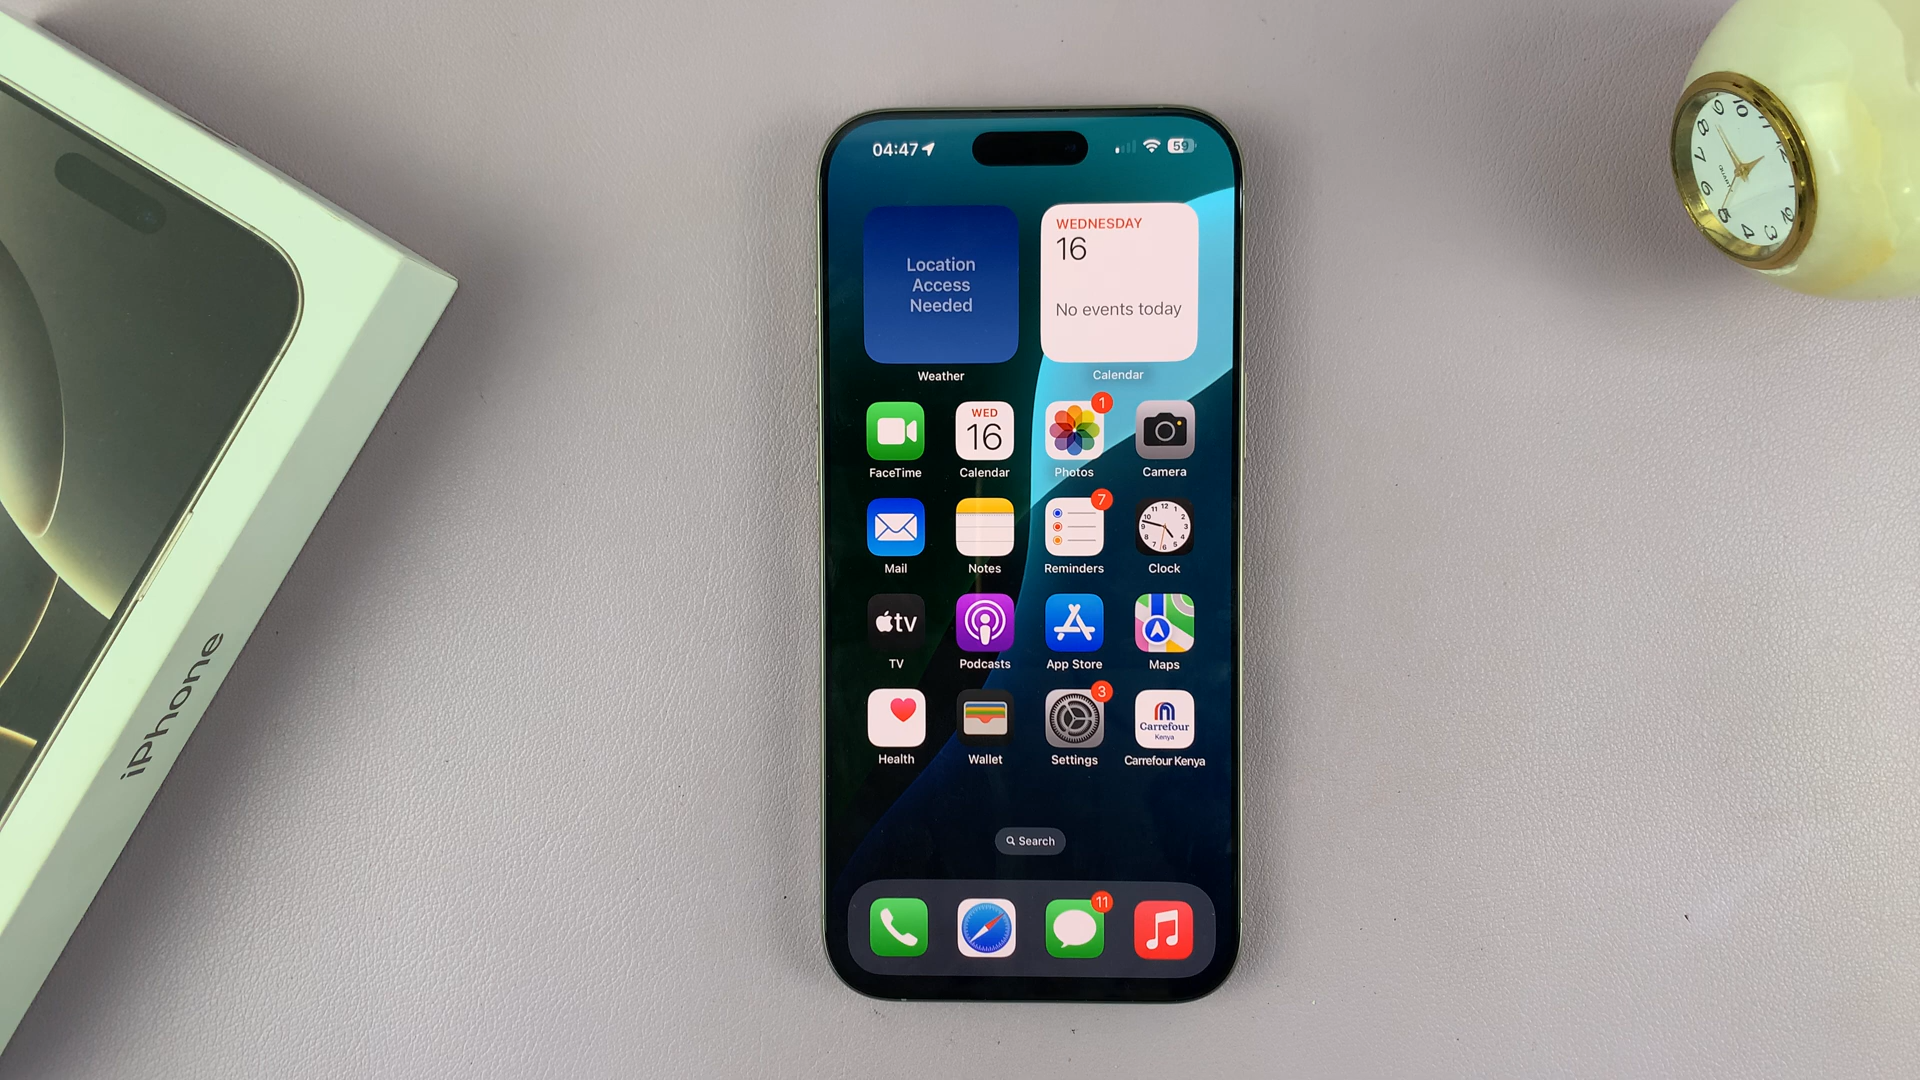 iPhone
04:47
59
Location
Access
Needed
Weather
WEDNESDAY
16
No events today
Calendar
FaceTime
WED
16
Calendar
1
Photos
Camera
Mail
Notes
7
Reminders
Clock
tv
TV
Podcasts
App Store
Maps
Health
Wallet
3
Settings
Carrefour
Kenya
Carrefour Kenya
Search
11